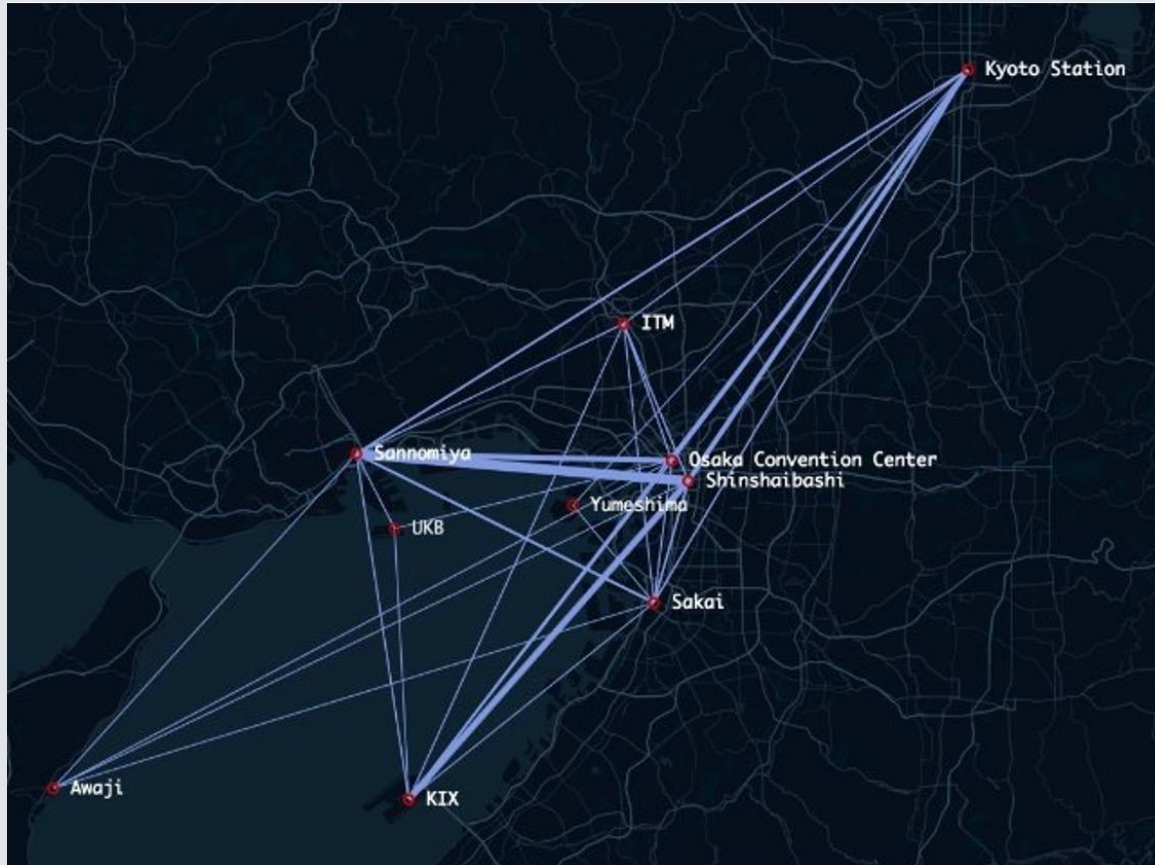 Kyoto Station
ITM
Sannomiya
Osaka Convention Center
Shinshaibashi
Yumeshima
UKB
Sakai
Awaji
KIX